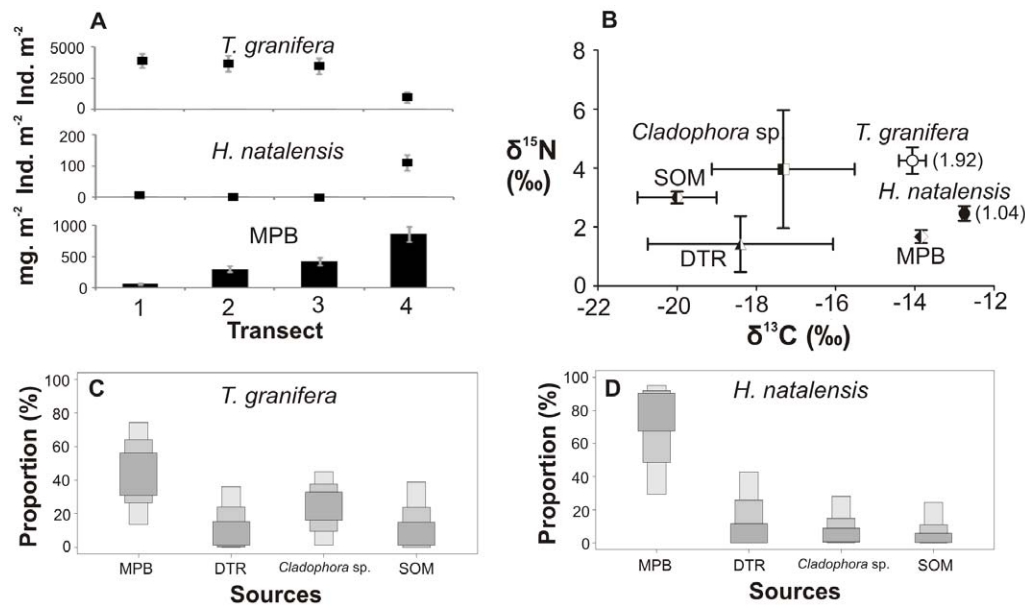 A
T. granifera
Ind. m⁻²
5000
2500
0
H. natalensis
Ind. m⁻²
200
100
0
MPB
mg. m⁻²
1000
500
0
1 2 3 4
Transect
B
δ¹⁵N
(‰)
8
6
4
2
0
Cladophora sp
T. granifera
(1.92)
SOM
H. natalensis
(1.04)
DTR
MPB
-22 -20 -18 -16 -14 -12
δ¹³C (‰)
C
T. granifera
Proportion (%)
100
80
60
40
20
0
MPB DTR Cladophora sp. SOM
Sources
D
H. natalensis
Proportion (%)
100
80
60
40
20
0
MPB DTR Cladophora sp. SOM
Sources